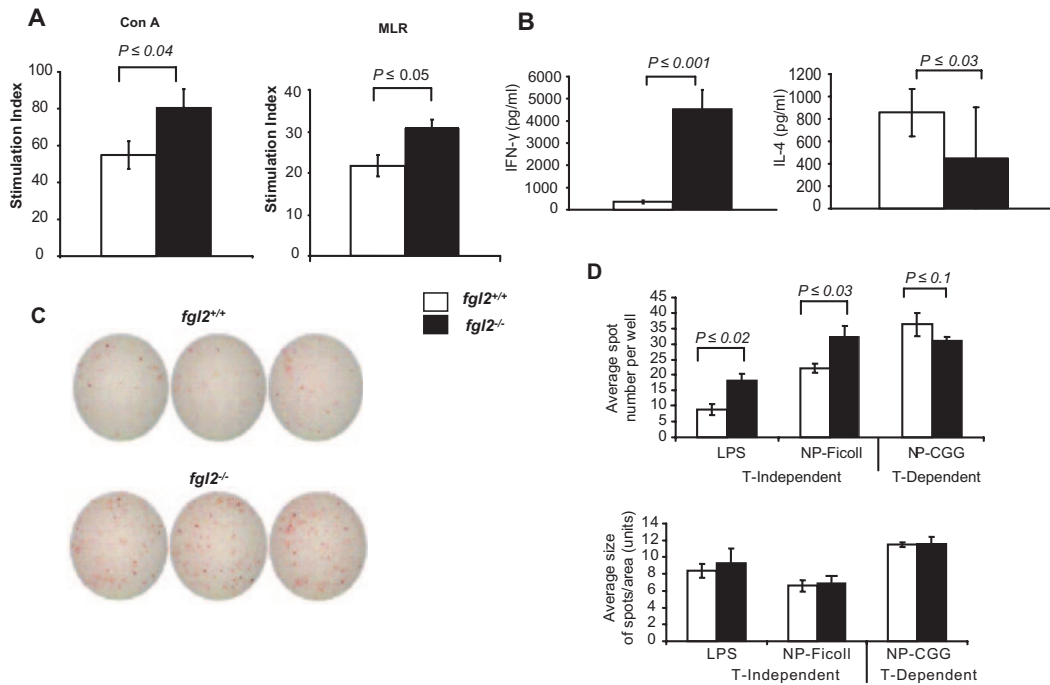 A
Con A
P ≤ 0.04
Stimulation Index
100
80
60
40
20
0
MLR
P ≤ 0.05
Stimulation Index
40
30
20
10
0
B
P ≤ 0.001
IFN-γ (pg/ml)
6000
5000
4000
3000
2000
1000
0
P ≤ 0.03
IL-4 (pg/ml)
1200
1000
800
600
400
200
0
fgl2+/+
fgl2-/-
C
fgl2+/+
fgl2-/-
D
P ≤ 0.02
P ≤ 0.03
P ≤ 0.1
Average spot
number per well
45
40
35
30
25
20
15
10
5
0
LPS NP-Ficoll NP-CGG
T-Independent T-Dependent
Average size
of spots/area (units)
14
12
10
8
6
4
2
0
LPS NP-Ficoll NP-CGG
T-Independent T-Dependent